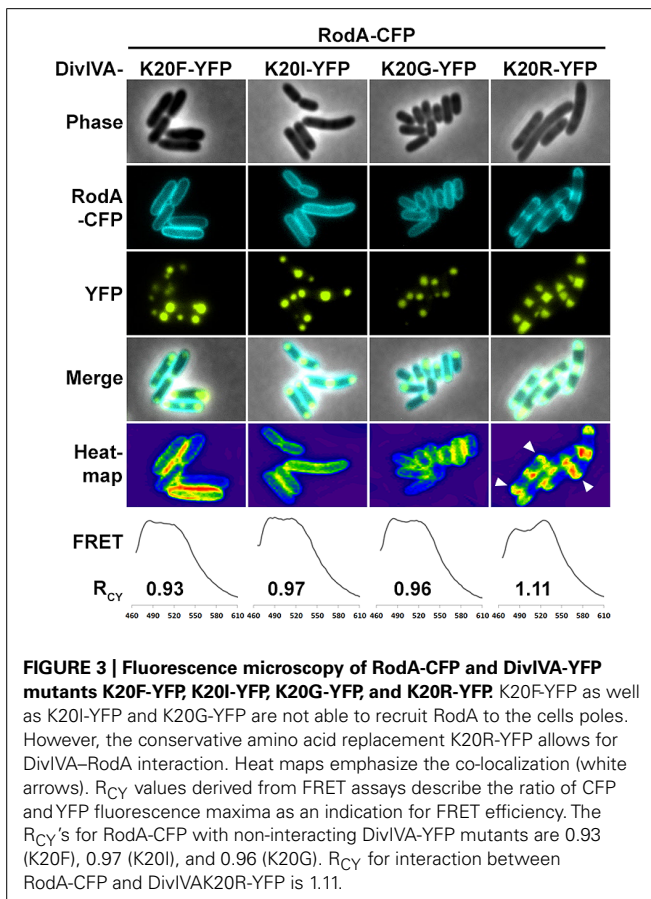 RodA-CFP
DivIVA- K20F-YFP K20I-YFP K20G-YFP K20R-YFP
Phase
RodA
-CFP
YFP
Merge
Heat-
map
FRET
R_CY 0.93 0.97 0.96 1.11
460 490 520 550 580 610 460 490 520 550 580 610 460 490 520 550 580 610 460 490 520 550 580 610
FIGURE 3 | Fluorescence microscopy of RodA-CFP and DivIVA-YFP
mutants K20F-YFP, K20I-YFP, K20G-YFP, and K20R-YFP. K20F-YFP as well
as K20I-YFP and K20G-YFP are not able to recruit RodA to the cells poles.
However, the conservative amino acid replacement K20R-YFP allows for
DivIVA–RodA interaction. Heat maps emphasize the co-localization (white
arrows). R_CY values derived from FRET assays describe the ratio of CFP
and YFP fluorescence maxima as an indication for FRET efficiency. The
R_CY's for RodA-CFP with non-interacting DivIVA-YFP mutants are 0.93
(K20F), 0.97 (K20I), and 0.96 (K20G). R_CY for interaction between
RodA-CFP and DivIVAK20R-YFP is 1.11.